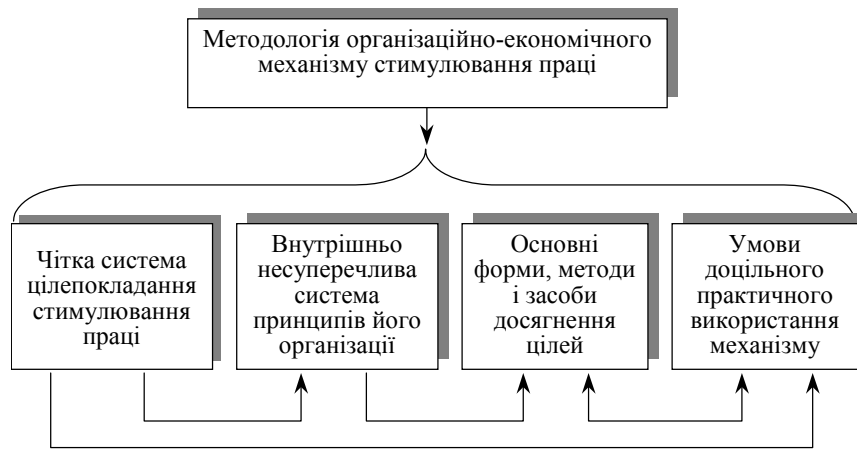 Методологія організаційно-економічного
механізму стимулювання праці
Чітка система
цілепокладання
стимулювання
праці
Внутрішньо
несуперечлива
система
принципів його
організації
Основні
форми, методи
і засоби
досягнення
цілей
Умови
доцільного
практичного
використання
механізму